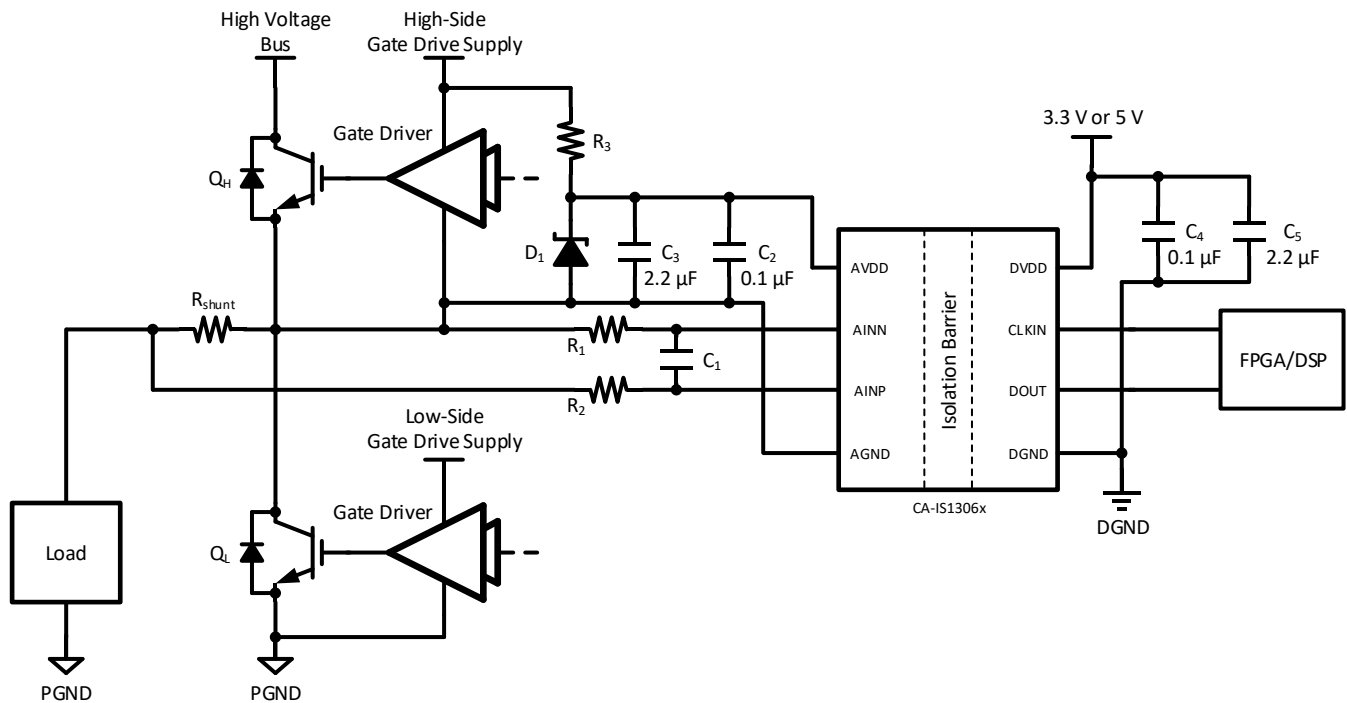 High Voltage
Bus
High-Side
Gate Drive Supply
3.3 V or 5 V
Gate Driver
R3
QH
C4
0.1 µF
C5
2.2 µF
D1
C3
2.2 µF
C2
0.1 µF
AVDD
DVDD
Rshunt
R1
C1
AINN
CLKIN
Isolation Barrier
FPGA/DSP
R2
AINP
DOUT
Low-Side
Gate Drive Supply
AGND
DGND
CA-IS1306x
DGND
Gate Driver
Load
QL
PGND
PGND